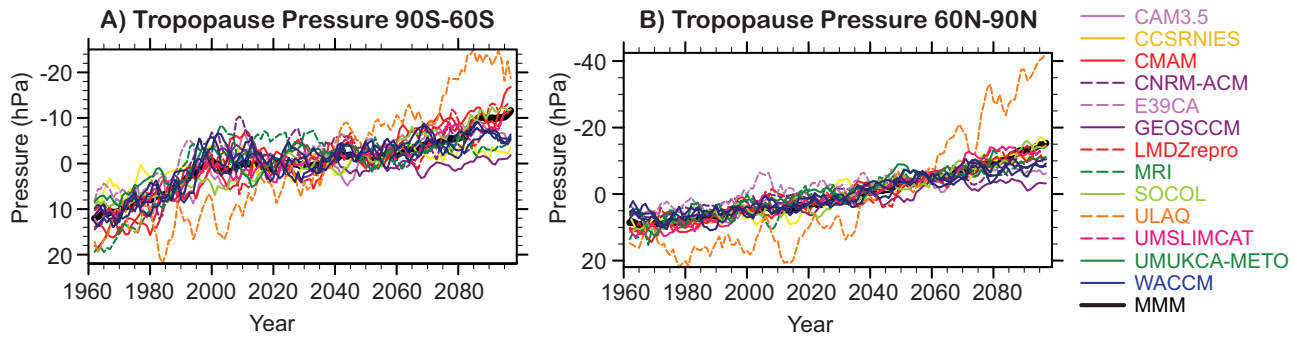 A) Tropopause Pressure 90S-60S
Pressure (hPa)
-20
-10
0
10
20
1960 1980 2000 2020 2040 2060 2080
Year
B) Tropopause Pressure 60N-90N
Pressure (hPa)
-40
-20
0
20
1960 1980 2000 2020 2040 2060 2080
Year
CAM3.5
CCSRNIES
CMAM
CNRM-ACM
E39CA
GEOSCCM
LMDZrepro
MRI
SOCOL
ULAQ
UMSLIMCAT
UMUKCA-METO
WACCM
MMM